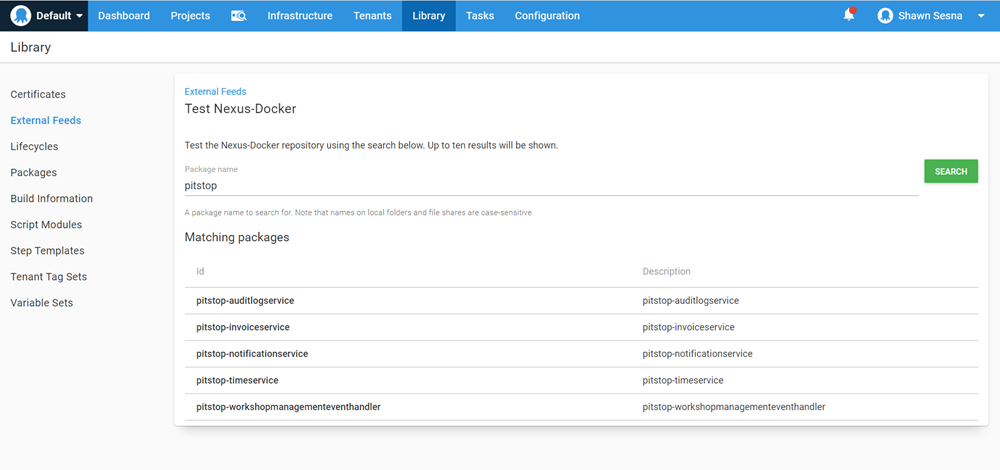 Default Dashboard Projects Infrastructure Tenants Library Tasks Configuration Shawn Sesna
Library
Certificates
External Feeds
Lifecycles
Packages
Build Information
Script Modules
Step Templates
Tenant Tag Sets
Variable Sets
External Feeds
Test Nexus-Docker
Test the Nexus-Docker repository using the search below. Up to ten results will be shown.
Package name
pitstop
SEARCH
A package name to search for. Note that names on local folders and file shares are case-sensitive.
Matching packages
Id Description
pitstop-auditlogservice pitstop-auditlogservice
pitstop-invoiceservice pitstop-invoiceservice
pitstop-notificationservice pitstop-notificationservice
pitstop-timeservice pitstop-timeservice
pitstop-workshopmanagementeventhandler pitstop-workshopmanagementeventhandler